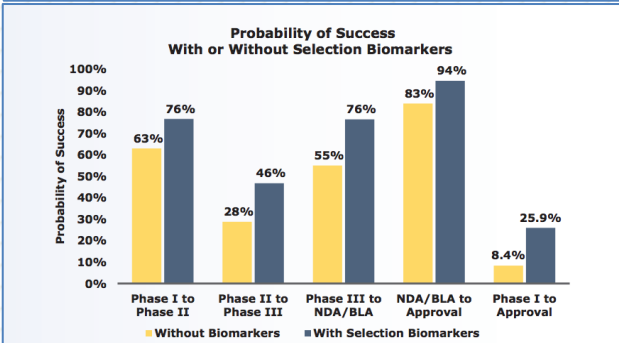 Probability of Success
With or Without Selection Biomarkers
Probability of Success
100%
90%
80%
70%
60%
50%
40%
30%
20%
10%
0%
63%
76%
28%
46%
55%
76%
83%
94%
8.4%
25.9%
Phase I to
Phase II
Phase II to
Phase III
Phase III to
NDA/BLA
NDA/BLA to
Approval
Phase I to
Approval
Without Biomarkers
With Selection Biomarkers